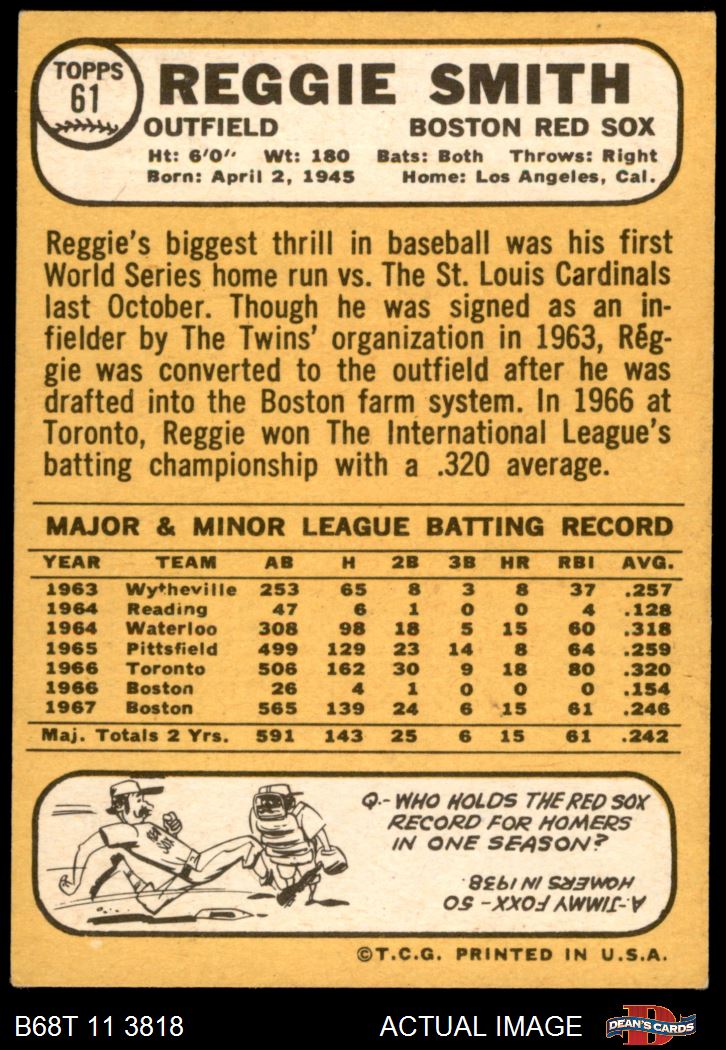 TOPPS
61
REGGIE SMITH
OUTFIELD BOSTON RED SOX
Ht: 6'0" Wt: 180 Bats: Both Throws: Right
Born: April 2, 1945 Home: Los Angeles, Cal.
Reggie's biggest thrill in baseball was his first
World Series home run vs. The St. Louis Cardinals
last October. Though he was signed as an in-
fielder by The Twins' organization in 1963, Reg-
gie was converted to the outfield after he was
drafted into the Boston farm system. In 1966 at
Toronto, Reggie won The International League's
batting championship with a .320 average.
MAJOR & MINOR LEAGUE BATTING RECORD
YEAR TEAM AB H 2B 3B HR RBI AVG.
1963 Wytheville 253 65 8 3 8 37 .257
1964 Reading 47 6 1 0 0 4 .128
1964 Waterloo 308 98 18 5 15 60 .318
1965 Pittsfield 499 129 23 14 8 64 .259
1966 Toronto 506 162 30 9 18 80 .320
1966 Boston 26 4 1 0 0 0 .154
1967 Boston 565 139 24 6 15 61 .246
Maj. Totals 2 Yrs. 591 143 25 6 15 61 .242
RED
SOX
Q.-WHO HOLDS THE RED SOX
RECORD FOR HOMERS
IN ONE SEASON?
A-JIMMY FOXX-50
HOMERS IN 1938
©T.C.G. PRINTED IN U.S.A.
B68T 11 3818 ACTUAL IMAGE
D
DEAN'S CARDS